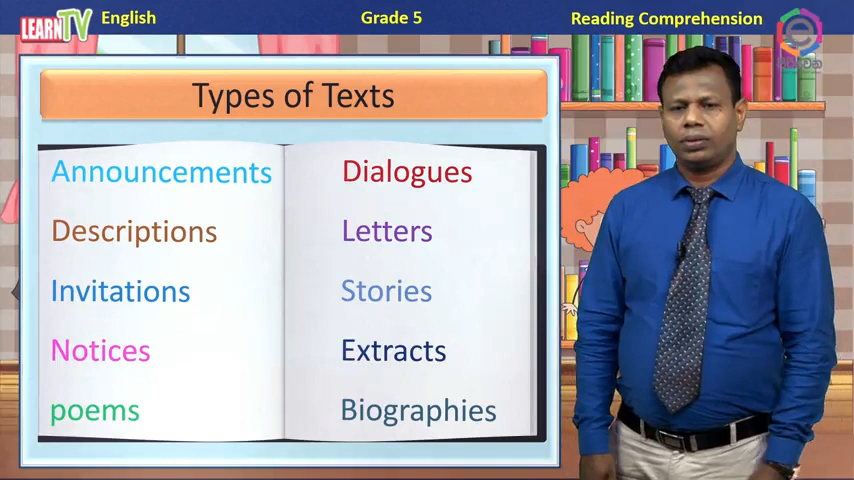 LEARN TV
English
Grade 5
Reading Comprehension
Types of Texts
Announcements
Descriptions
Invitations
Notices
poems
Dialogues
Letters
Stories
Extracts
Biographies